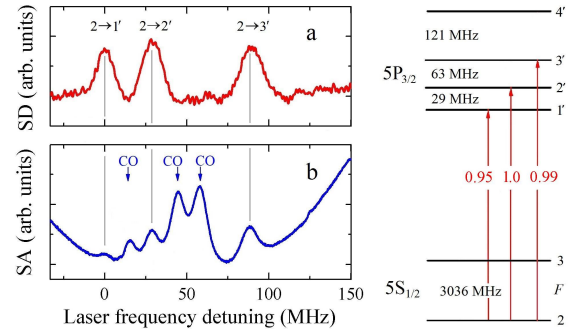 2→1′ 2→2′ 2→3′
a
SD (arb. units)
CO CO CO
b
SA (arb. units)
0 50 100 150
Laser frequency detuning (MHz)
4′
121 MHz
3′
5P3/2
63 MHz
2′
29 MHz
1′
0.95 1.0 0.99
3
5S1/2
3036 MHz
F
2